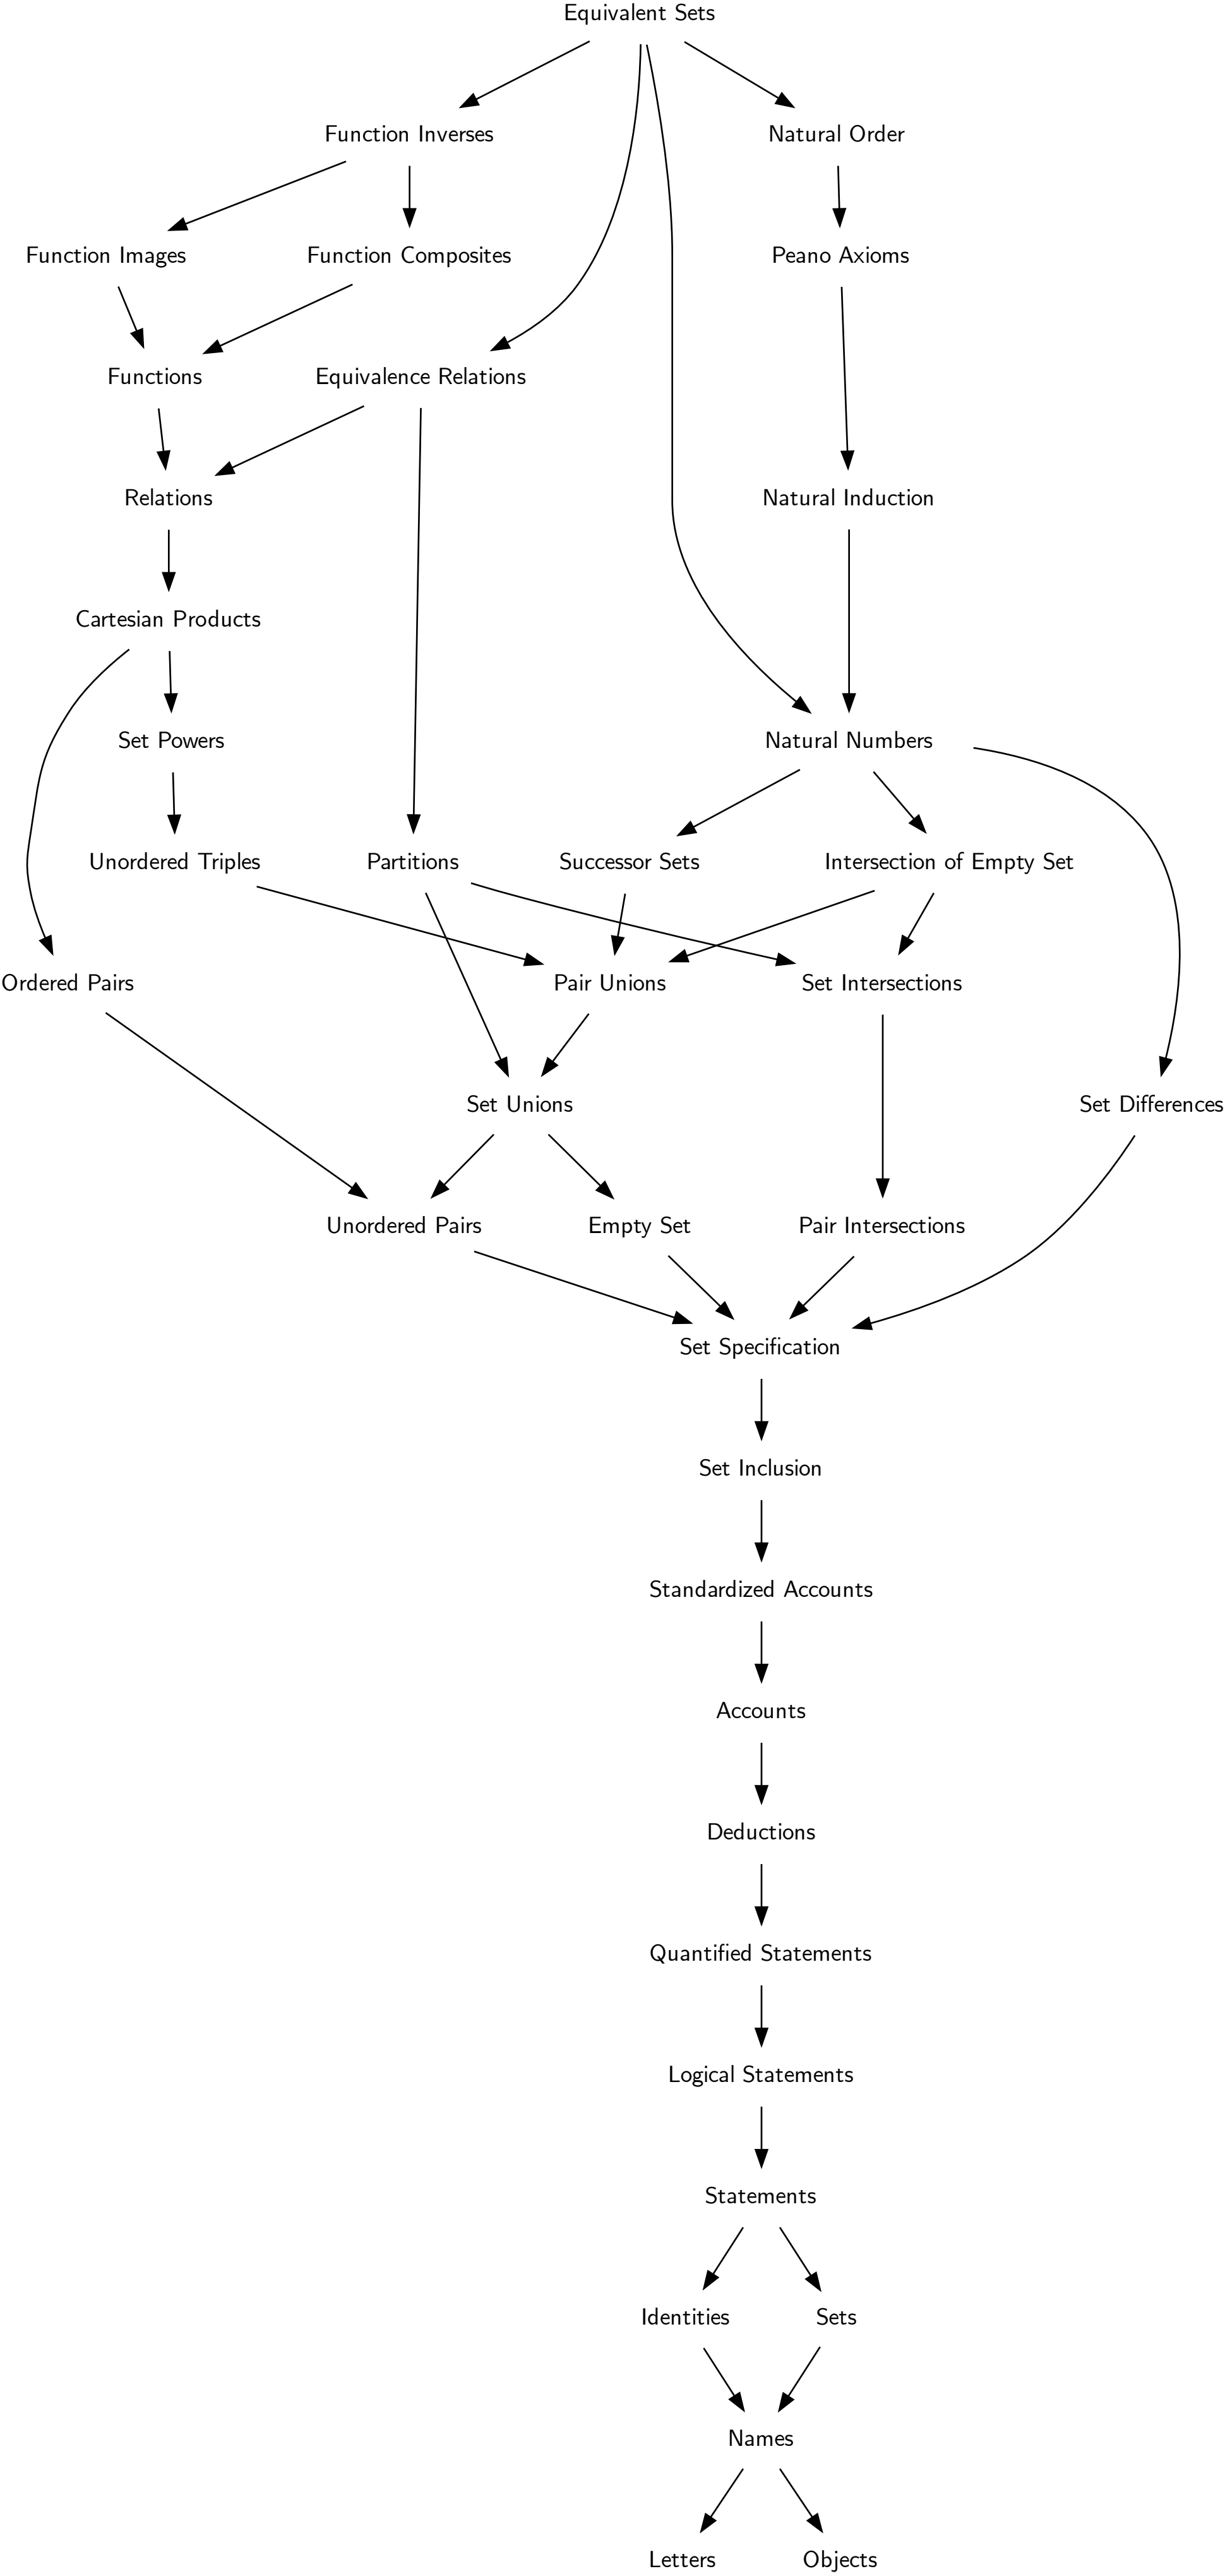 Equivalent Sets
Function Inverses
Natural Order
Function Images
Function Composites
Peano Axioms
Functions
Equivalence Relations
Relations
Natural Induction
Cartesian Products
Set Powers
Natural Numbers
Unordered Triples
Partitions
Successor Sets
Intersection of Empty Set
Ordered Pairs
Pair Unions
Set Intersections
Set Unions
Set Differences
Unordered Pairs
Empty Set
Pair Intersections
Set Specification
Set Inclusion
Standardized Accounts
Accounts
Deductions
Quantified Statements
Logical Statements
Statements
Identities
Sets
Names
Letters
Objects